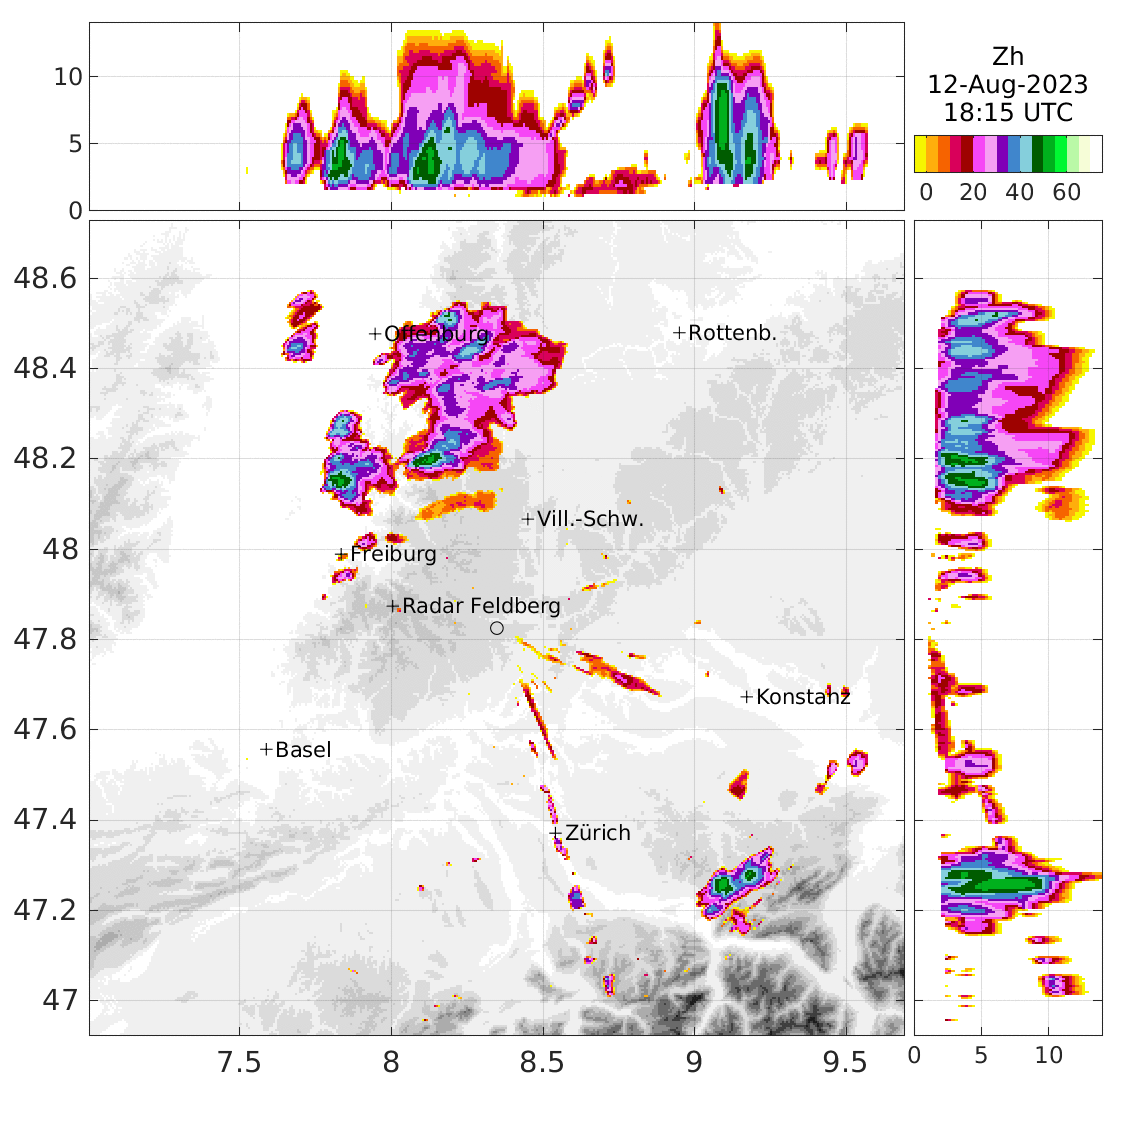 10
5
0
Zh
12-Aug-2023
18:15 UTC
0 20 40 60
48.6
48.4
48.2
48
47.8
47.6
47.4
47.2
47
Offenburg
Rottenb.
Vill.-Schw.
Freiburg
Radar Feldberg
Konstanz
Basel
Zürich
7.5 8 8.5 9 9.5
0 5 10